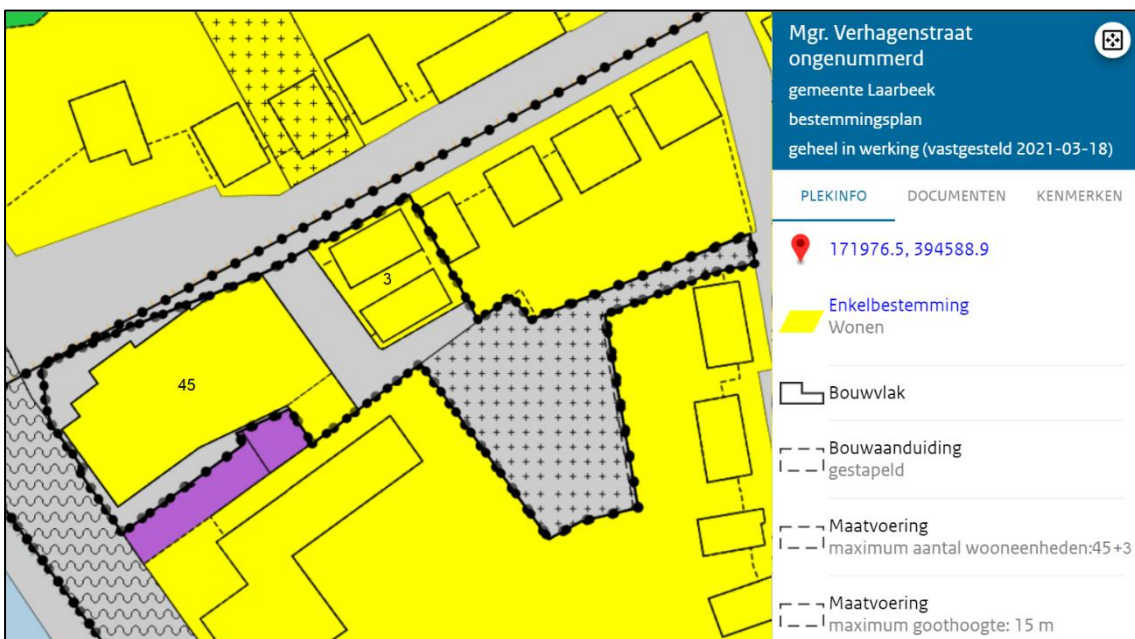 3
45
Mgr. Verhagenstraat
ongenummerd
gemeente Laarbeek
bestemmingsplan
geheel in werking (vastgesteld 2021-03-18)
PLEKINFO DOCUMENTEN KENMERKEN
171976.5, 394588.9
Enkelbestemming
Wonen
Bouwvlak
Bouwaanduiding
gestapeld
Maatvoering
maximum aantal wooneenheden:45+3
Maatvoering
maximum goothoogte: 15 m